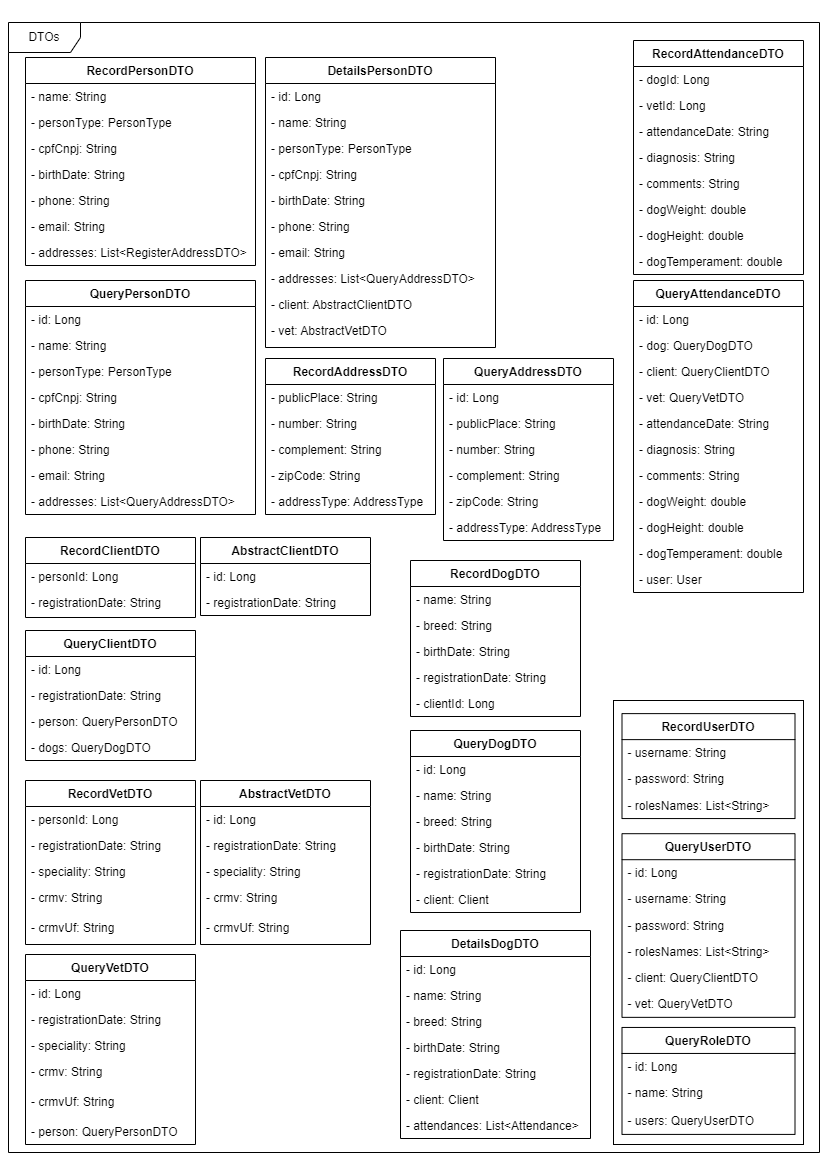 DTOs
RecordPersonDTO
- name: String
- personType: PersonType
- cpfCnpj: String
- birthDate: String
- phone: String
- email: String
- addresses: List<RegisterAddressDTO>
DetailsPersonDTO
- id: Long
- name: String
- personType: PersonType
- cpfCnpj: String
- birthDate: String
- phone: String
- email: String
- addresses: List<QueryAddressDTO>
- client: AbstractClientDTO
- vet: AbstractVetDTO
RecordAttendanceDTO
- dogId: Long
- vetId: Long
- attendanceDate: String
- diagnosis: String
- comments: String
- dogWeight: double
- dogHeight: double
- dogTemperament: double
QueryPersonDTO
- id: Long
- name: String
- personType: PersonType
- cpfCnpj: String
- birthDate: String
- phone: String
- email: String
- addresses: List<QueryAddressDTO>
RecordAddressDTO
- publicPlace: String
- number: String
- complement: String
- zipCode: String
- addressType: AddressType
QueryAddressDTO
- id: Long
- publicPlace: String
- number: String
- complement: String
- zipCode: String
- addressType: AddressType
QueryAttendanceDTO
- id: Long
- dog: QueryDogDTO
- client: QueryClientDTO
- vet: QueryVetDTO
- attendanceDate: String
- diagnosis: String
- comments: String
- dogWeight: double
- dogHeight: double
- dogTemperament: double
- user: User
RecordClientDTO
- personId: Long
- registrationDate: String
AbstractClientDTO
- id: Long
- registrationDate: String
RecordDogDTO
- name: String
- breed: String
- birthDate: String
- registrationDate: String
- clientId: Long
QueryClientDTO
- id: Long
- registrationDate: String
- person: QueryPersonDTO
- dogs: QueryDogDTO
QueryDogDTO
- id: Long
- name: String
- breed: String
- birthDate: String
- registrationDate: String
- client: Client
RecordUserDTO
- username: String
- password: String
- rolesNames: List<String>
RecordVetDTO
- personId: Long
- registrationDate: String
- speciality: String
- crmv: String
- crmvUf: String
AbstractVetDTO
- id: Long
- registrationDate: String
- speciality: String
- crmv: String
- crmvUf: String
QueryUserDTO
- id: Long
- username: String
- password: String
- rolesNames: List<String>
- client: QueryClientDTO
- vet: QueryVetDTO
DetailsDogDTO
- id: Long
- name: String
- breed: String
- birthDate: String
- registrationDate: String
- client: Client
- attendances: List<Attendance>
QueryVetDTO
- id: Long
- registrationDate: String
- speciality: String
- crmv: String
- crmvUf: String
- person: QueryPersonDTO
QueryRoleDTO
- id: Long
- name: String
- users: QueryUserDTO